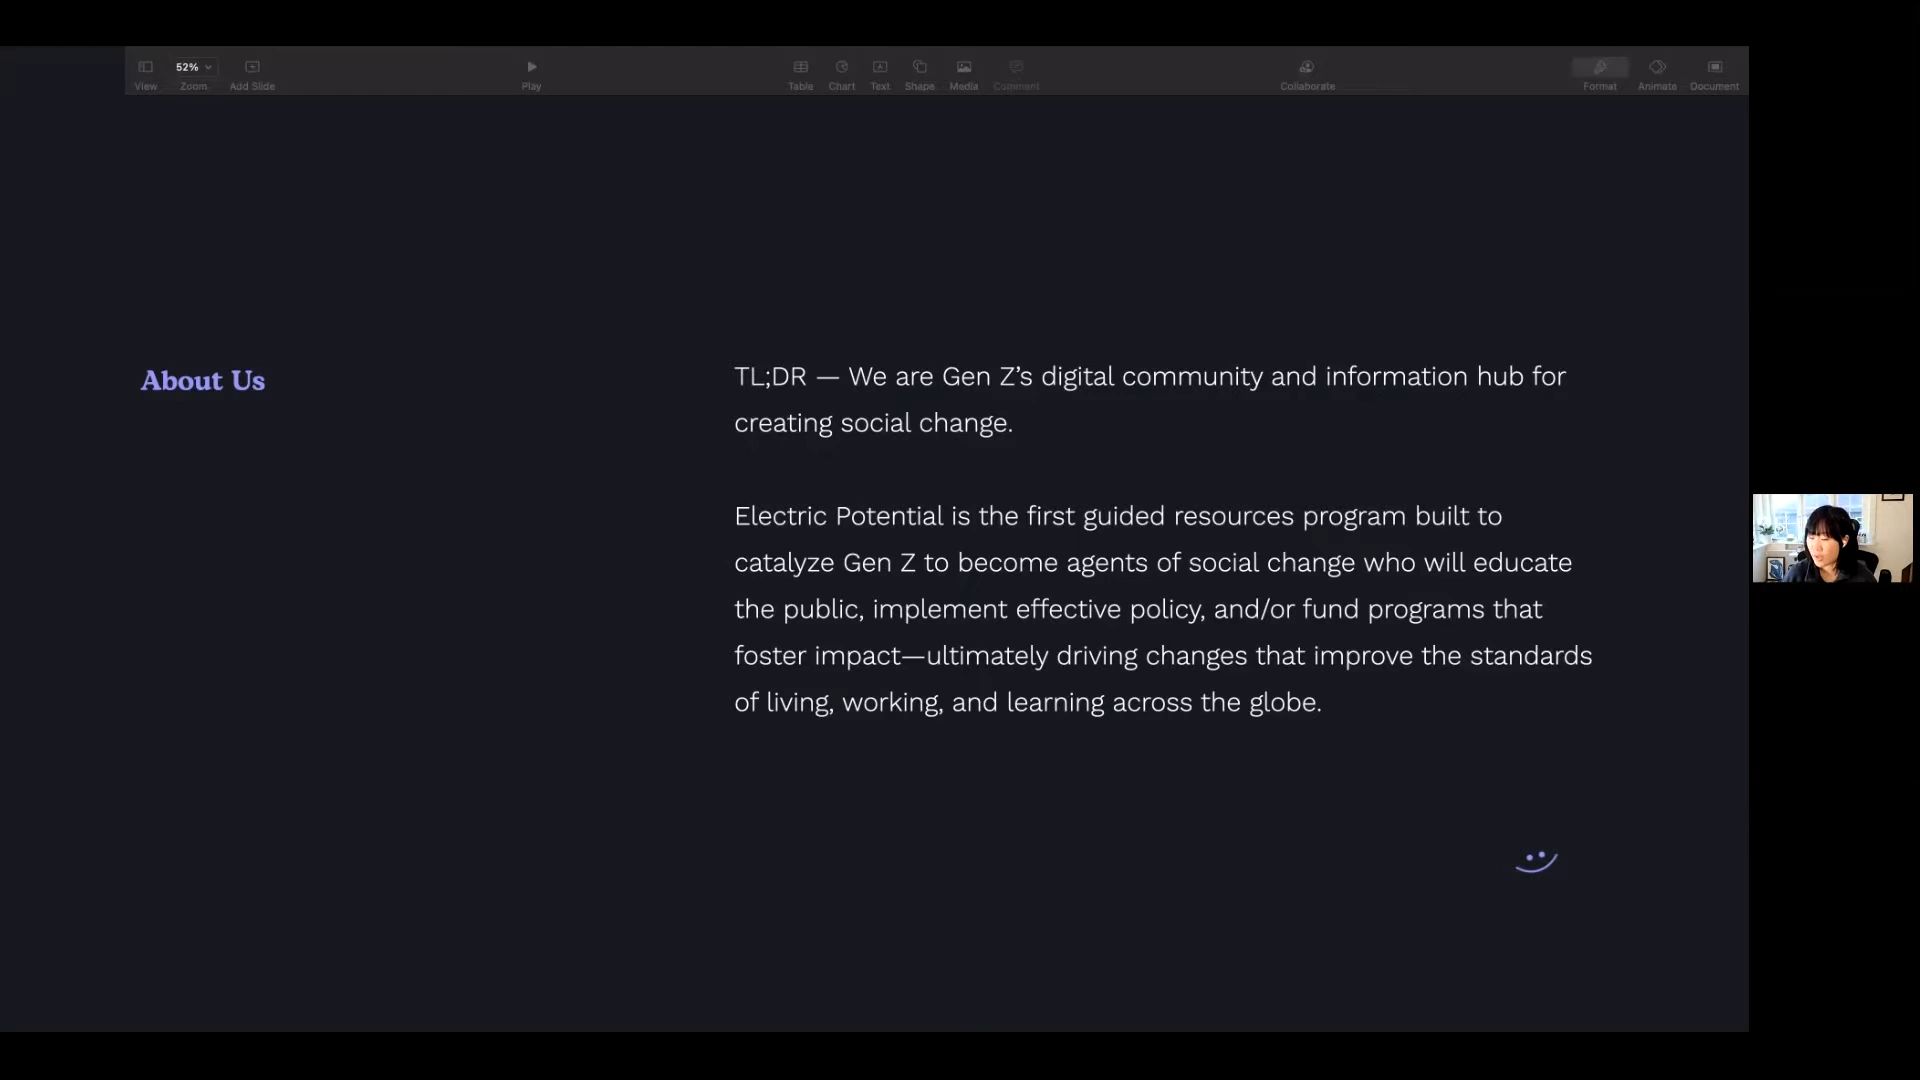 52%
View
Zoom
Add Slide
Play
Table
Chart
Text
Shape
Media
Comment
Collaborate
Format
Animate
Document
About Us
TL;DR — We are Gen Z’s digital community and information hub for
creating social change.
Electric Potential is the first guided resources program built to
catalyze Gen Z to become agents of social change who will educate
the public, implement effective policy, and/or fund programs that
foster impact—ultimately driving changes that improve the standards
of living, working, and learning across the globe.